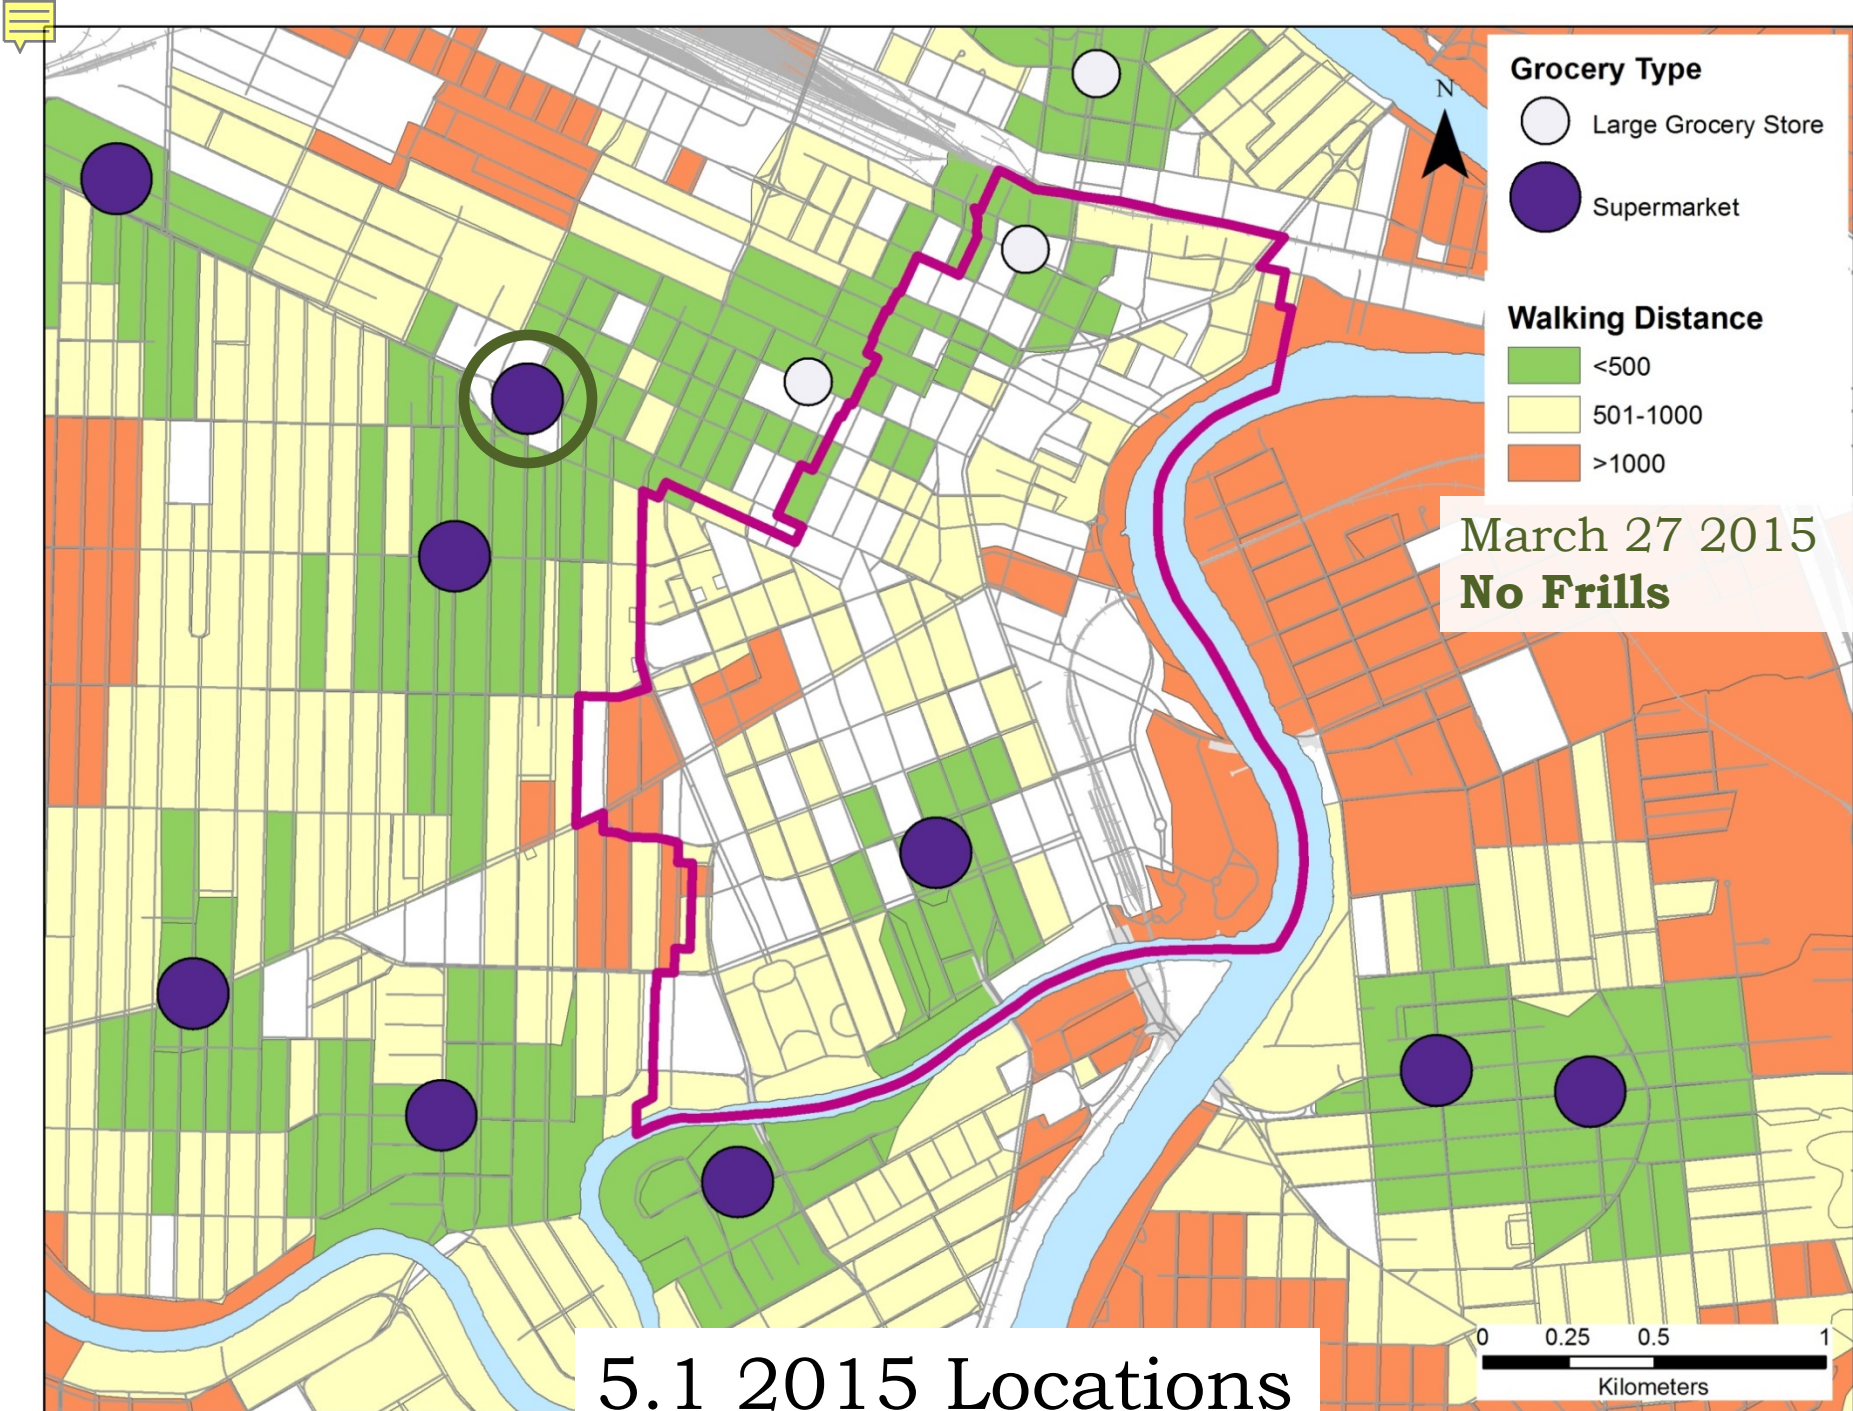 Grocery Type
Large Grocery Store
Supermarket
N
Walking Distance
<500
501-1000
>1000
March 27 2015
No Frills
0 0.25 0.5 1
Kilometers
5.1 2015 Locations